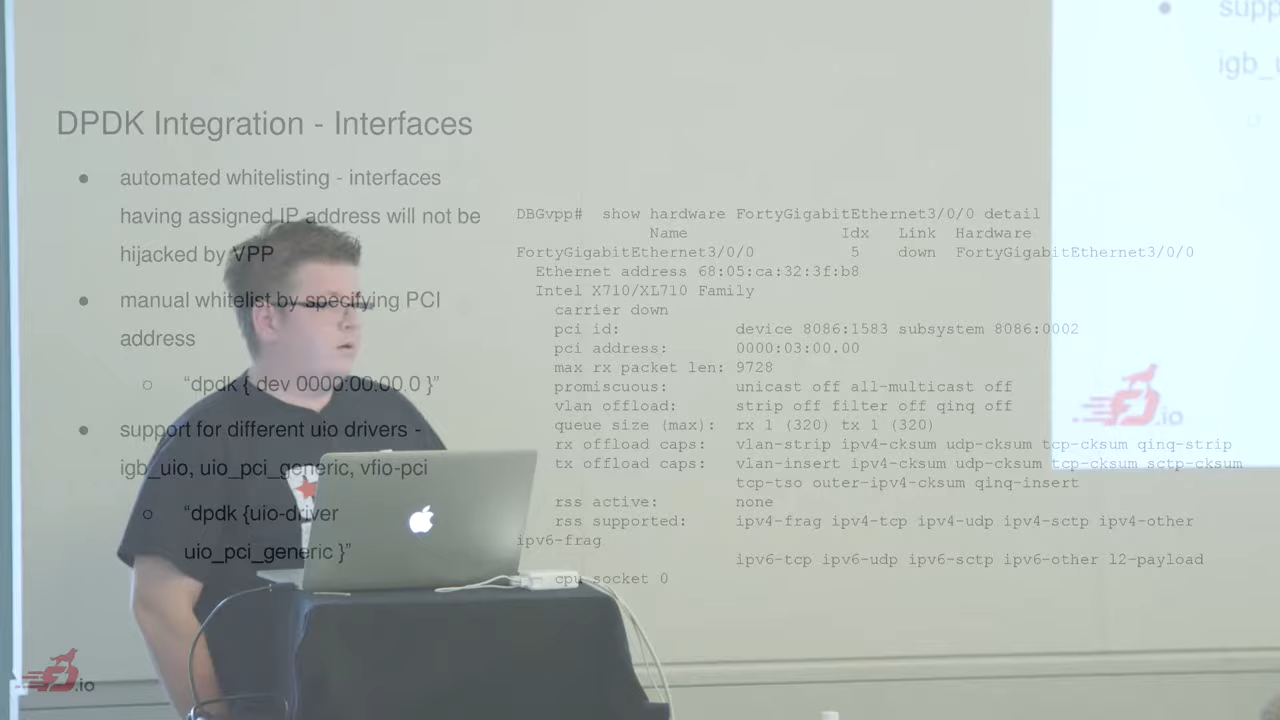 DPDK Integration - Interfaces
● automated whitelisting - interfaces
having assigned IP address will not be
hijacked by VPP
● manual whitelist by specifying PCI
address
○ “dpdk { dev 0000:00:00.0 }”
● support for different uio drivers -
igb_uio, uio_pci_generic, vfio-pci
○ “dpdk {uio-driver
uio_pci_generic }”
DBGvpp# show hardware FortyGigabitEthernet3/0/0 detail
Name Idx Link Hardware
FortyGigabitEthernet3/0/0 5 down FortyGigabitEthernet3/0/0
Ethernet address 68:05:ca:32:3f:b8
Intel X710/XL710 Family
carrier down
pci id: device 8086:1583 subsystem 8086:0002
pci address: 0000:03:00.00
max rx packet len: 9728
promiscuous: unicast off all-multicast off
vlan offload: strip off filter off qinq off
queue size (max): rx 1 (320) tx 1 (320)
rx offload caps: vlan-strip ipv4-cksum udp-cksum tcp-cksum qinq-strip
tx offload caps: vlan-insert ipv4-cksum udp-cksum tcp-cksum sctp-cksum
tcp-tso outer-ipv4-cksum qinq-insert
rss active: none
rss supported: ipv4-frag ipv4-tcp ipv4-udp ipv4-sctp ipv4-other
ipv6-frag
ipv6-tcp ipv6-udp ipv6-sctp ipv6-other l2-payload
cpu socket 0
● supp
igb_u
FD.io
FD.io